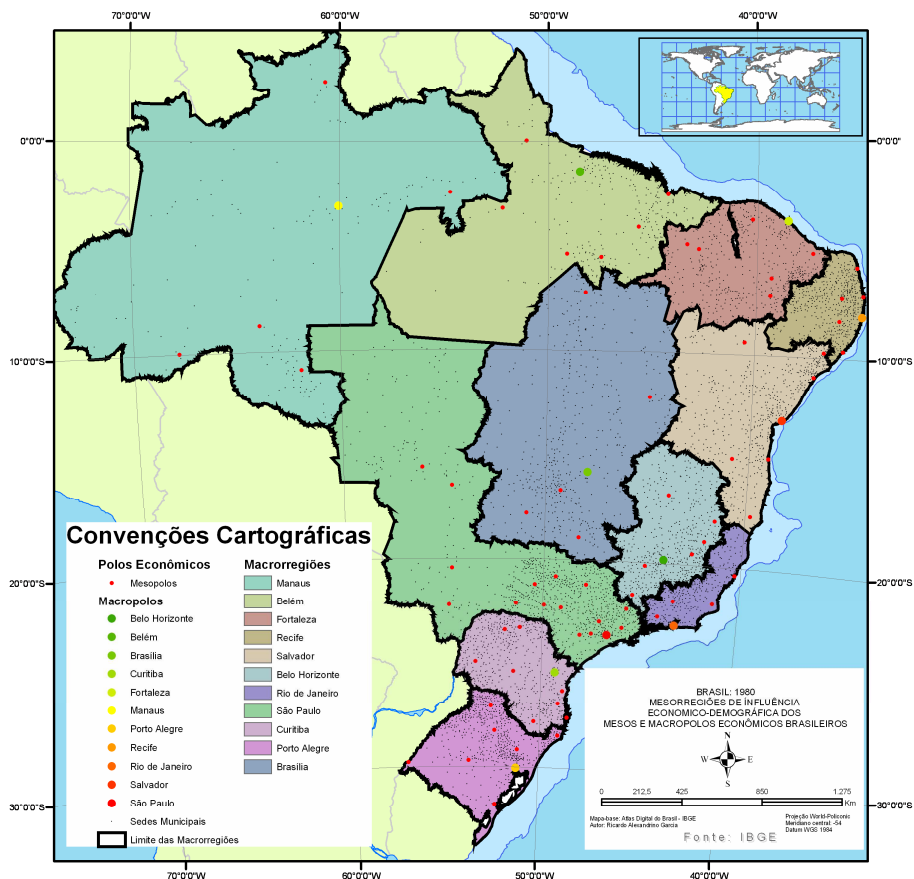 70°0'0"W 60°0'0"W 50°0'0"W 40°0'0"W
0°0'0" 0°0'0"
10°0'0"S 10°0'0"S
20°0'0"S 20°0'0"S
30°0'0"S 30°0'0"S
Convenções Cartográficas
Polos Econômicos
Mesopolos
Macropolos
Belo Horizonte
Belém
Brasília
Curitiba
Fortaleza
Manaus
Porto Alegre
Recife
Rio de Janeiro
Salvador
São Paulo
Sedes Municipais
Limite das Macrorregiões
Macrorregiões
Manaus
Belém
Fortaleza
Recife
Salvador
Belo Horizonte
Rio de Janeiro
São Paulo
Curitiba
Porto Alegre
Brasília
BRASIL: 1980
MESORREGIÕES DE INFLUÊNCIA
ECONOMICO-DEMOGRÁFICA DOS
MESOS E MACROPOLOS ECONÔMICOS BRASILEIROS
N
W E
S
0 212,5 425 850 1.275
Km
Mapa-base: Atlas Digital do Brasil - IBGE
Autor: Ricardo Alexandrino Garcia
Projeção World-Policonic
Meridiano central: -54
Datum WGS 1984
Fonte: IBGE
70°0'0"W 60°0'0"W 50°0'0"W 40°0'0"W